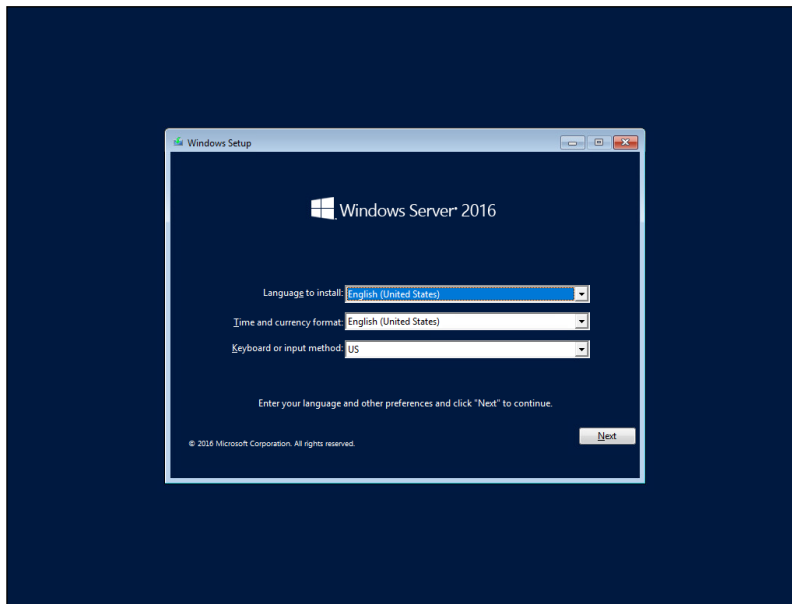 Windows Setup
Windows Server 2016
Language to install: English (United States)
Time and currency format: English (United States)
Keyboard or input method: US
Enter your language and other preferences and click "Next" to continue.
Next
© 2016 Microsoft Corporation. All rights reserved.